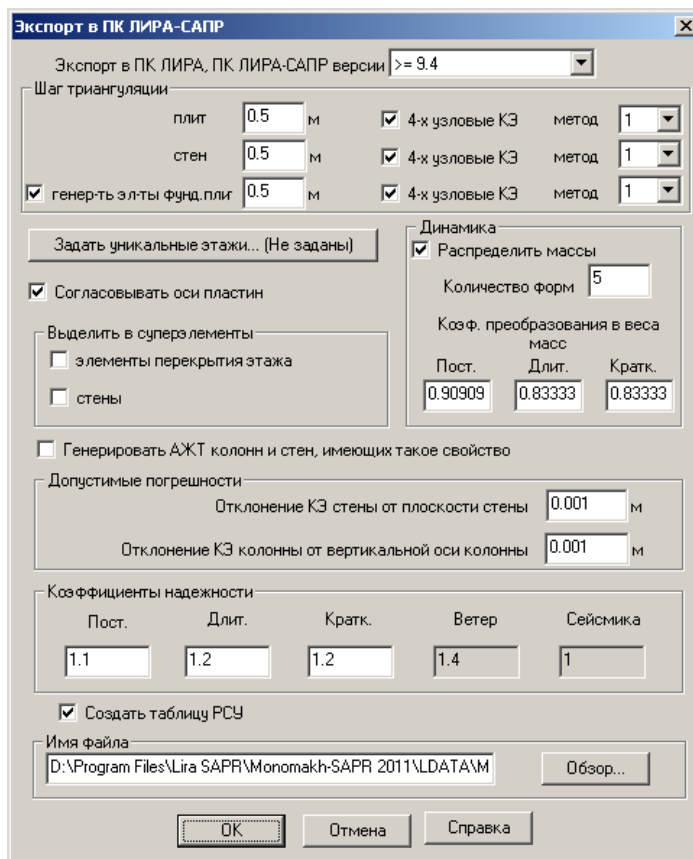 Экспорт в ПК ЛИРА-САПР
Экспорт в ПК ЛИРА, ПК ЛИРА-САПР версии >= 9.4
Шаг триангуляции
плит 0.5 м 4-х узловые КЭ метод 1
стен 0.5 м 4-х узловые КЭ метод 1
генер-ть эл-ты фунд.плит 0.5 м 4-х узловые КЭ метод 1
Задать уникальные этажи... (Не заданы)
Согласовывать оси пластин
Выделить в суперэлементы
элементы перекрытия этажа
стены
Динамика
Распределить массы
Количество форм 5
Коэф. преобразования в веса
масс
Пост. Длит. Кратк.
0.90909 0.83333 0.83333
Генерировать АЖТ колонн и стен, имеющих такое свойство
Допустимые погрешности
Отклонение КЭ стены от плоскости стены 0.001 м
Отклонение КЭ колонны от вертикальной оси колонны 0.001 м
Коэффициенты надежности
Пост. Длит. Кратк. Ветер Сейсмика
1.1 1.2 1.2 1.4 1
Создать таблицу РСУ
Имя файла
D:\Program Files\Lira SAPR\Monomakh-SAPR 2011\LDATA\M Обзор...
OK Отмена Справка